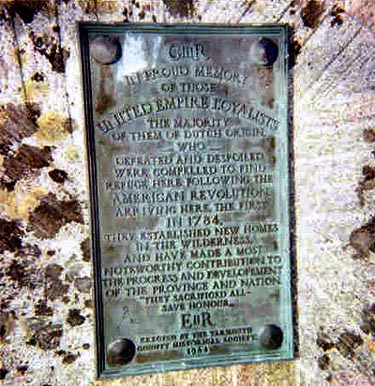 GIIIR
IN PROUD MEMORY
OF THOSE
UNITED EMPIRE LOYALISTS
THE MAJORITY
OF THEM OF DUTCH ORIGIN,
WHO
DEFEATED AND DESPOILED
WERE COMPELLED TO FIND
REFUGE HERE FOLLOWING THE
AMERICAN REVOLUTION
ARRIVING HERE THE FIRST
IN 1784.
THEY ESTABLISHED NEW HOMES
IN THE WILDERNESS,
AND HAVE MADE A MOST
NOTEWORTHY CONTRIBUTION TO
THE PROGRESS AND DEVELOPMENT
OF THE PROVINCE AND NATION.
"THEY SACRIFICED ALL—
SAVE HONOUR—
EIIR
ERECTED BY THE YARMOUTH
COUNTY HISTORICAL SOCIETY.
1964